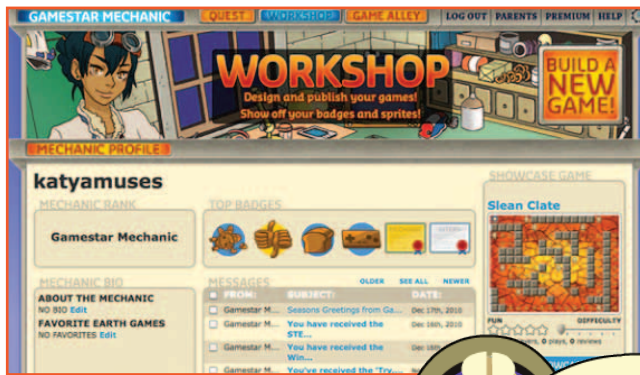 GAMESTAR MECHANIC
QUEST WORKSHOP GAME ALLEY
LOG OUT PARENTS PREMIUM HELP
WORKSHOP
Design and publish your games!
Show off your badges and sprites!
BUILD A
NEW
GAME!
MECHANIC PROFILE
katyamuses
MECHANIC RANK
Gamestar Mechanic
TOP BADGES
SHOWCASE GAME
Slean Clate
MECHANIC BIO
ABOUT THE MECHANIC
NO BIO Edit
FAVORITE EARTH GAMES
NO FAVORITES Edit
MESSAGES OLDER SEE ALL NEWER
FROM: SUBJECT: DATE:
Gamestar M... Seasons Greetings from Ga... Dec 17th, 2010
Gamestar M... You have received the Dec 16th, 2010
STE...,
Gamestar M... You have received the Dec 16th,
Win...
Gamestar M... You've received the 'Try...
FUN DIFFICULTY
0 plays, 0 reviews